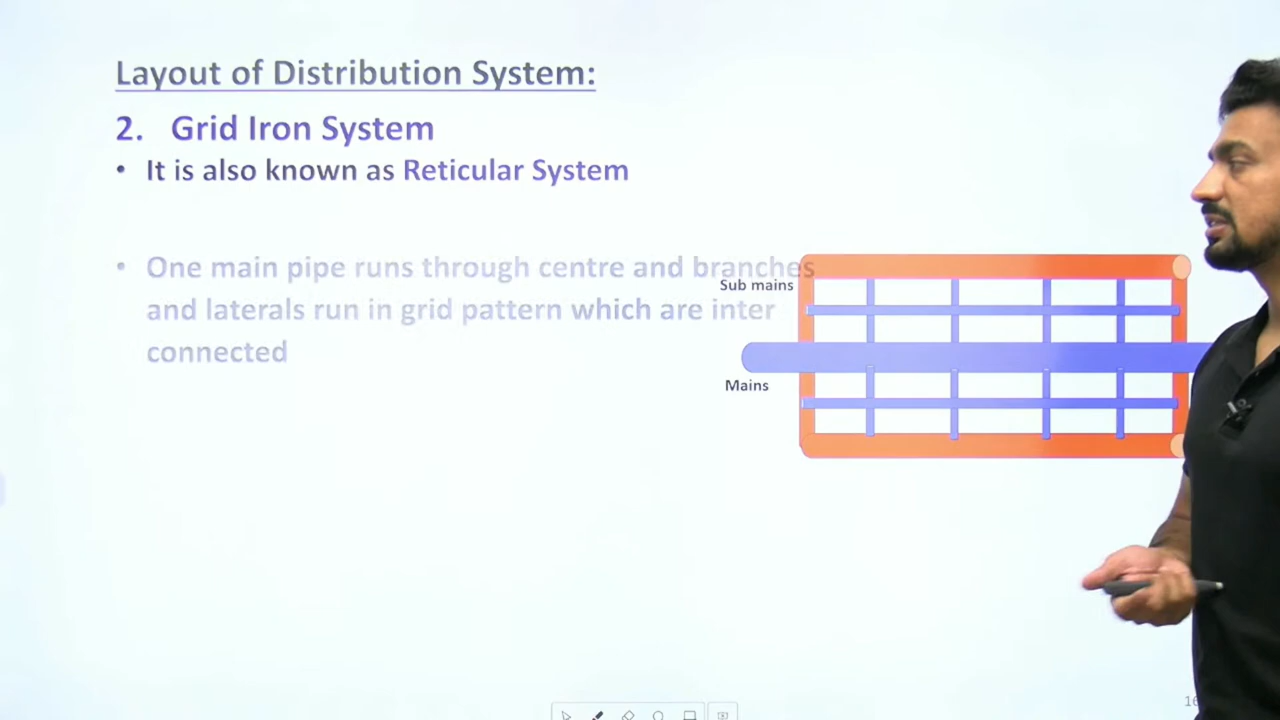 Layout of Distribution System:
2. Grid Iron System
• It is also known as Reticular System
• One main pipe runs through centre and branches
and laterals run in grid pattern which are inter
connected
Sub mains
Mains